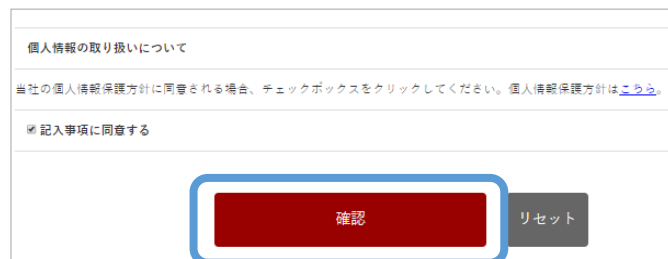 個人情報の取り扱いについて
当社の個人情報保護方針に同意される場合、チェックボックスをクリックしてください。個人情報保護方針はこちら。
記入事項に同意する
確認
リセット